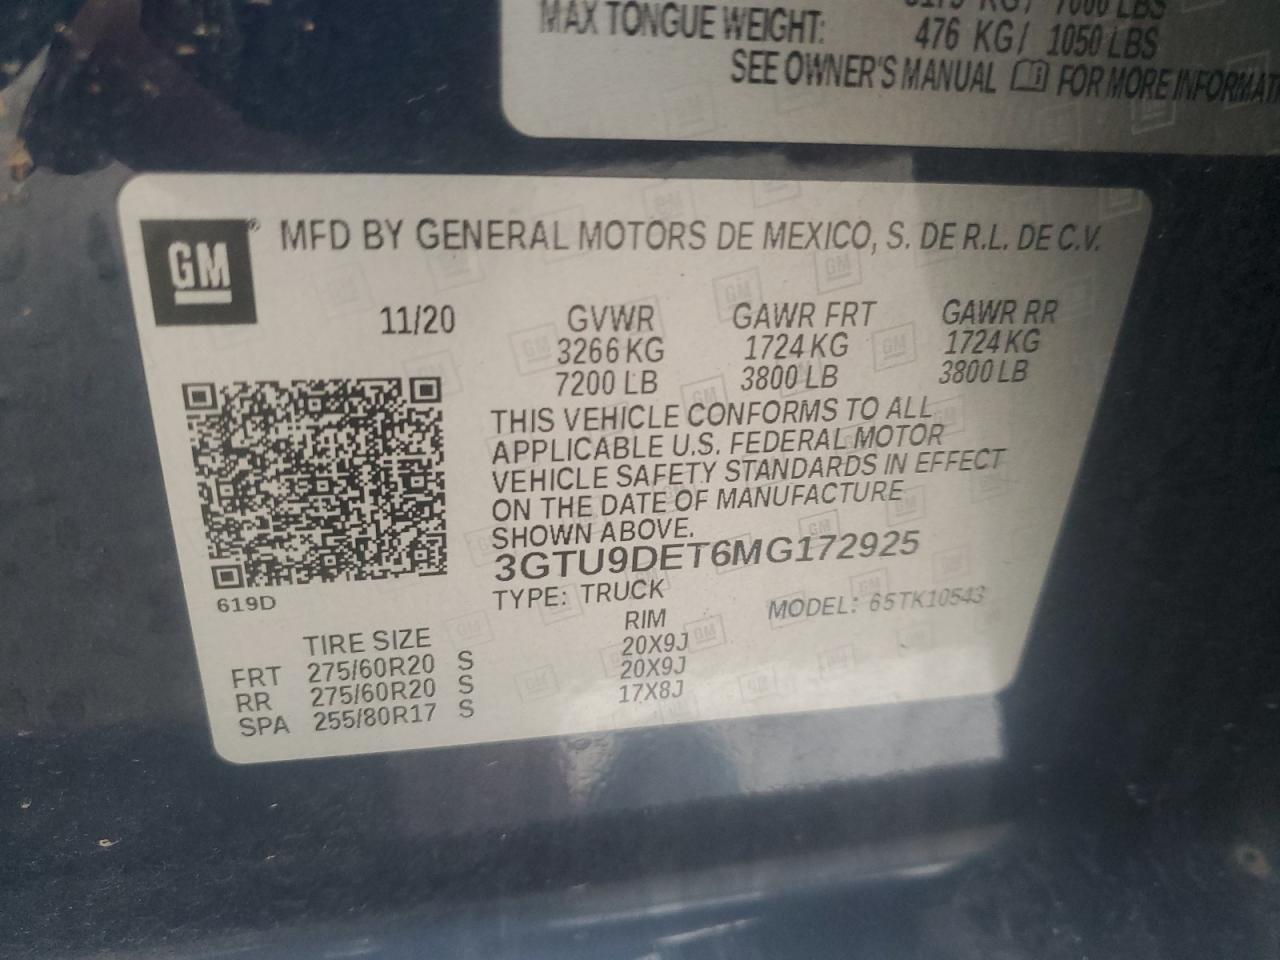 MAX TONGUE WEIGHT: 476 KG/ 1050 LBS
SEE OWNER'S MANUAL FOR MORE
GM
® MFD BY GENERAL MOTORS DE MEXICO, S. DE R.L. DE C.V.
11/20 GVWR GAWR FRT GAWR RR
3266 KG 1724 KG 1724 KG
7200 LB 3800 LB 3800 LB
THIS VEHICLE CONFORMS TO ALL
APPLICABLE U.S. FEDERAL MOTOR
VEHICLE SAFETY STANDARDS IN EFFECT
ON THE DATE OF MANUFACTURE
SHOWN ABOVE.
3GTU9DET6MG172925
619D
TYPE: TRUCK MODEL: 65TK10543
TIRE SIZE RIM
FRT 275/60R20 S 20X9J
RR 275/60R20 S 20X9J
SPA 255/80R17 S 17X8J